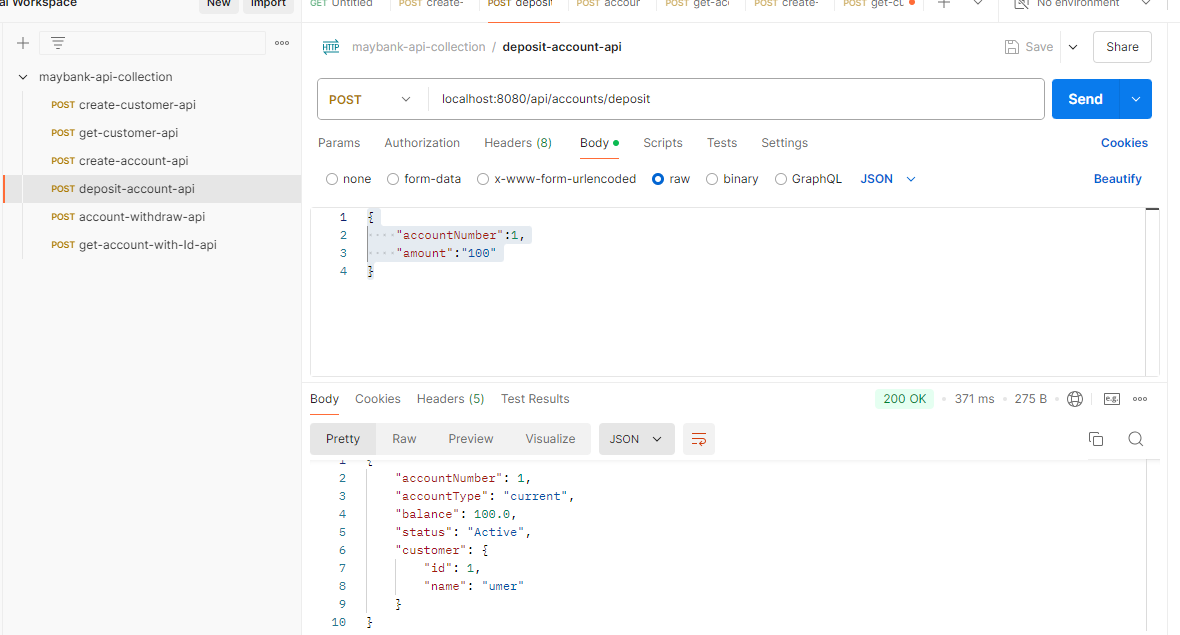 al Workspace
New
Import
GET Untitled
POST create-
POST deposit
POST accour
POST get-acc
POST create-
POST get-cu
No environment
HTTP maybank-api-collection / deposit-account-api
Save
Share
maybank-api-collection
POST create-customer-api
POST get-customer-api
POST create-account-api
POST deposit-account-api
POST account-withdraw-api
POST get-account-with-Id-api
POST
localhost:8080/api/accounts/deposit
Send
Params
Authorization
Headers (8)
Body
Scripts
Tests
Settings
Cookies
none
form-data
x-www-form-urlencoded
raw
binary
GraphQL
JSON
Beautify
1 {
2 "accountNumber":1,
3 "amount":"100"
4 }
Body
Cookies
Headers (5)
Test Results
200 OK
371 ms
275 B
e.g.
Pretty
Raw
Preview
Visualize
JSON
1 {
2 "accountNumber": 1,
3 "accountType": "current",
4 "balance": 100.0,
5 "status": "Active",
6 "customer": {
7 "id": 1,
8 "name": "umer"
9 }
10 }